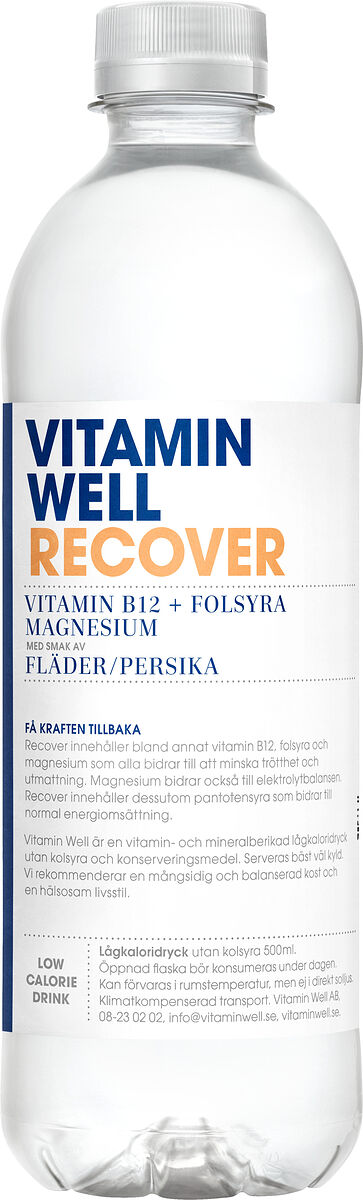 VITAMIN
WELL
RECOVER
VITAMIN B12 + FOLSYRA
MAGNESIUM
MED SMAK AV
FLÄDER/PERSIKA
FÅ KRAFTEN TILLBAKA
Recover innehåller bland annat vitamin B12, folsyra och
magnesium som alla bidrar till att minska trötthet och
utmattning. Magnesium bidrar också till elektrolytbalansen.
Recover innehåller dessutom pantotensyra som bidrar till
normal energiomsättning.
Vitamin Well är en vitamin- och mineralberikad lågkaloridryck
utan kolsyra och konserveringsmedel. Serveras bäst väl kyld.
Vi rekommenderar en mångsidig och balanserad kost och
en hälsosam livsstil.
LOW
CALORIE
DRINK
Lågkaloridryck utan kolsyra 500ml.
Öppnad flaska bör konsumeras under dagen.
Kan förvaras i rumstemperatur, men ej i direkt solljus.
Klimatkompenserad transport. Vitamin Well AB,
08-23 02 02, info@vitaminwell.se, vitaminwell.se.